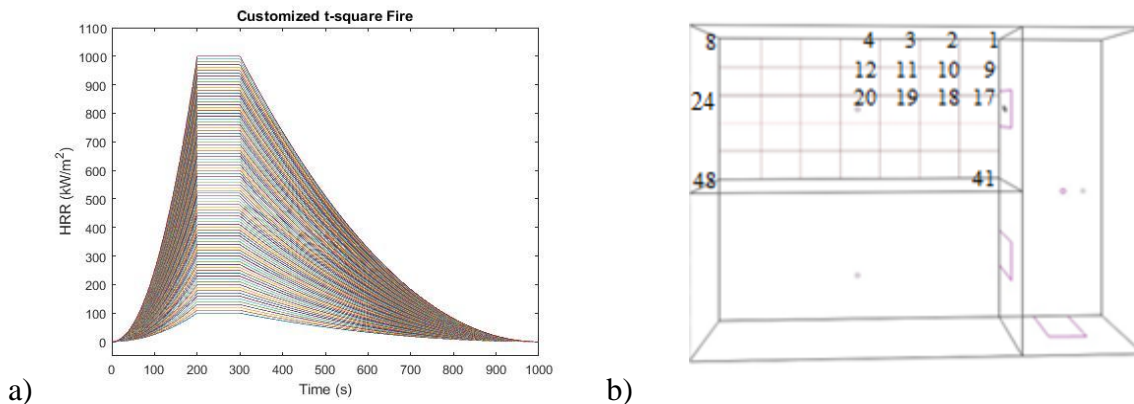 Customized t-square Fire
1100
1000
900
800
700
600
500
400
300
200
100
0
HRR (kW/m²)
0 100 200 300 400 500 600 700 800 900 1000
Time (s)
a)
8 4 3 2 1
12 11 10 9
24 20 19 18 17
48 41
b)